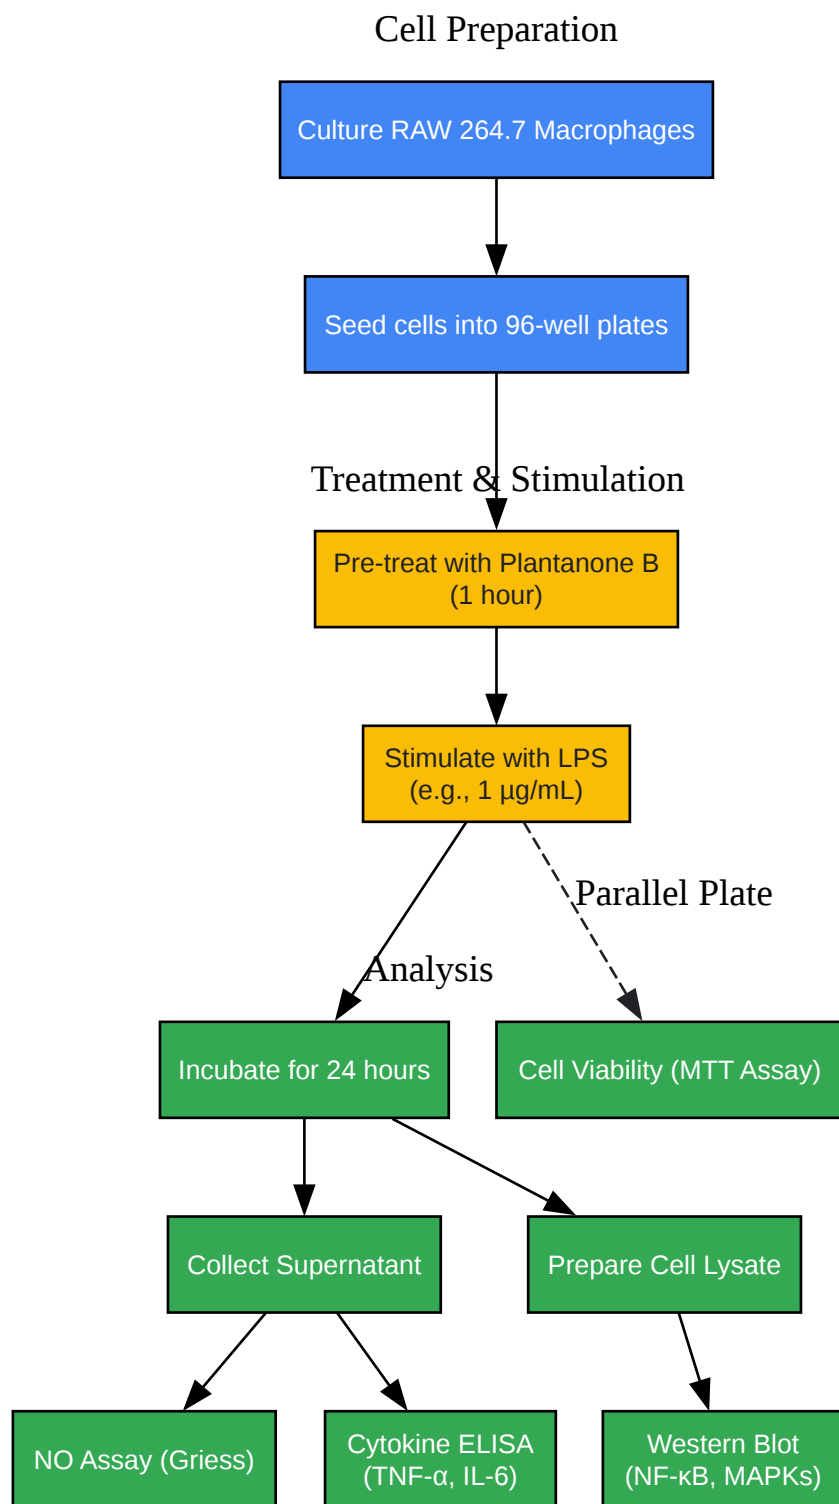 Cell Preparation
Culture RAW 264.7 Macrophages
Seed cells into 96-well plates
Treatment & Stimulation
Pre-treat with Plantanone B
(1 hour)
Stimulate with LPS
(e.g., 1 µg/mL)
Parallel Plate
Analysis
Incubate for 24 hours
Cell Viability (MTT Assay)
Collect Supernatant
Prepare Cell Lysate
NO Assay (Griess)
Cytokine ELISA
(TNF-α, IL-6)
Western Blot
(NF-κB, MAPKs)